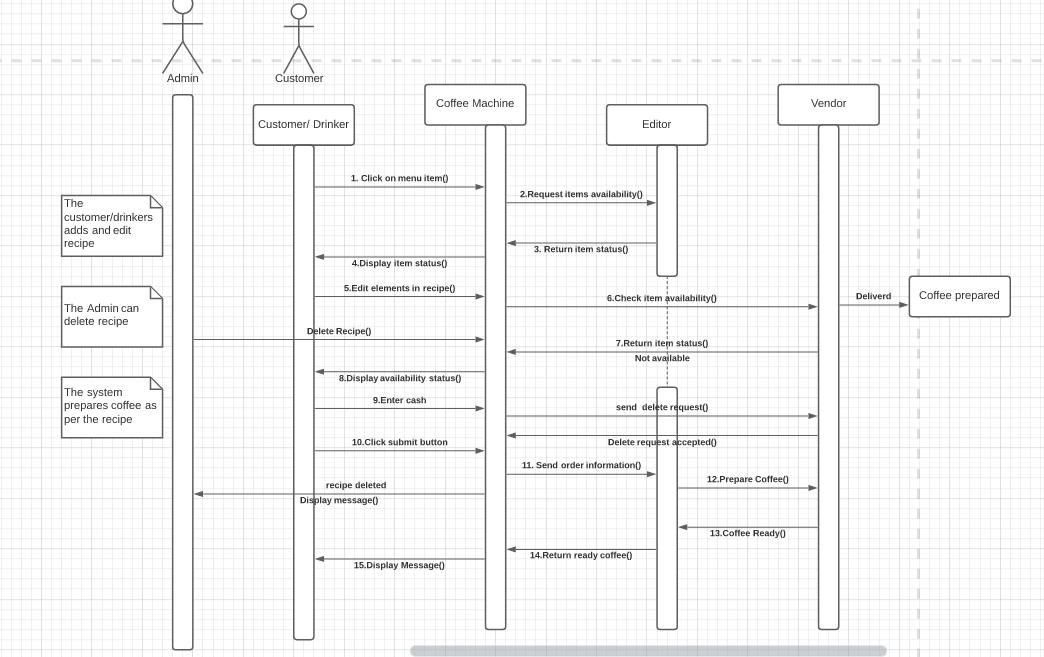 Admin
Customer
Customer/ Drinker
Coffee Machine
Editor
Vendor
1. Click on menu item()
2.Request items availability()
The
customer/drinkers
adds and edit
recipe
3. Return item status()
4.Display item status()
5.Edit elements in recipe()
6.Check item availability()
Deliverd
Coffee prepared
The Admin can
delete recipe
Delete Recipe()
7.Return item status()
Not available
8.Display availability status()
The system
prepares coffee as
per the recipe
9.Enter cash
send delete request()
10.Click submit button
Delete request accepted()
11. Send order information()
12.Prepare Coffee()
recipe deleted
Display message()
13.Coffee Ready()
14.Return ready coffee()
15.Display Message()